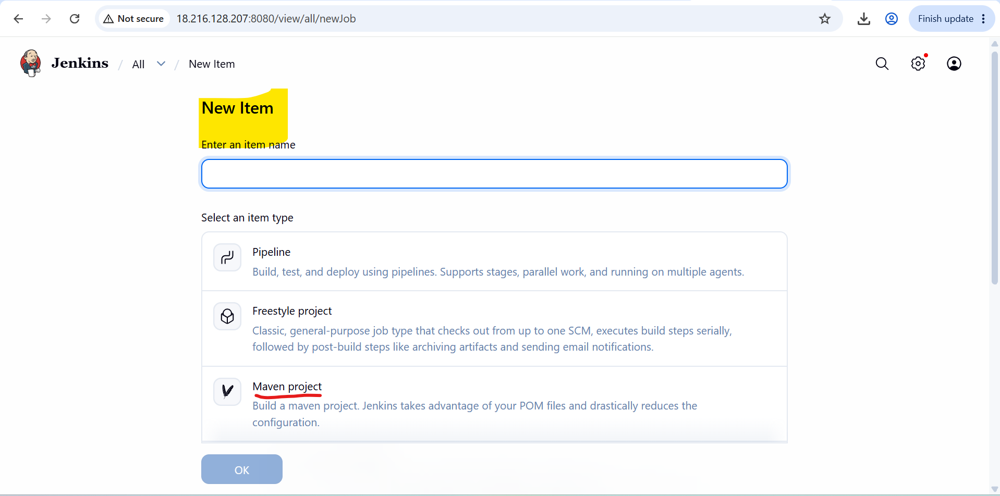 Not secure 18.216.128.207:8080/view/all/newJob Finish update
Jenkins / All / New Item
New Item
Enter an item name
Select an item type
Pipeline
Build, test, and deploy using pipelines. Supports stages, parallel work, and running on multiple agents.
Freestyle project
Classic, general-purpose job type that checks out from up to one SCM, executes build steps serially,
followed by post-build steps like archiving artifacts and sending email notifications.
Maven project
Build a maven project. Jenkins takes advantage of your POM files and drastically reduces the
configuration.
OK